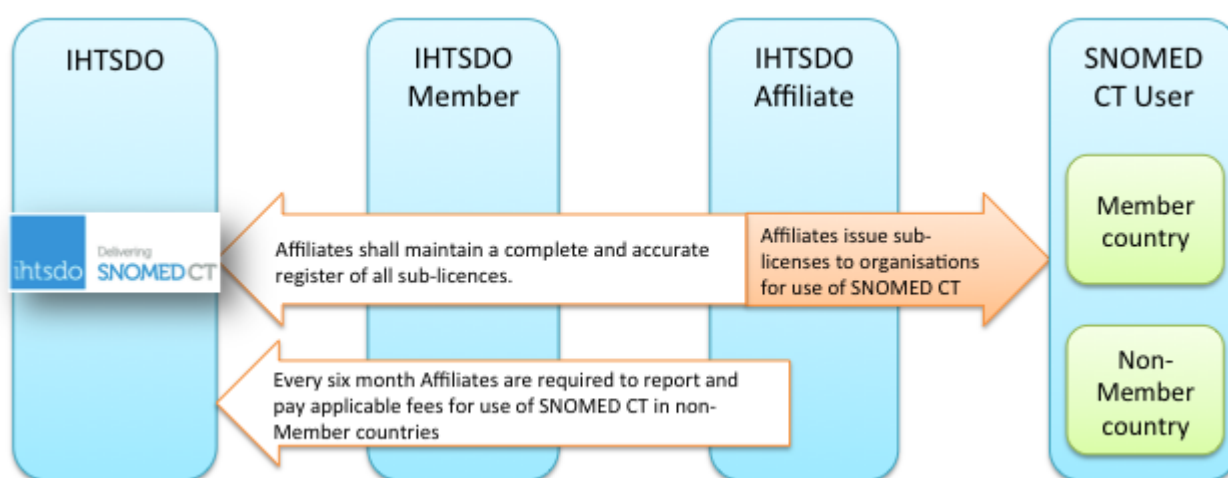 IHTSDO
IHTSDO
Member
IHTSDO
Affiliate
SNOMED
CT User
ihtsdo
Delivering
SNOMED CT
Affiliates shall maintain a complete and accurate
register of all sub-licences.
Affiliates issue sub-
licenses to organisations
for use of SNOMED CT
Member
country
Every six month Affiliates are required to report and
pay applicable fees for use of SNOMED CT in non-
Member countries
Non-
Member
country